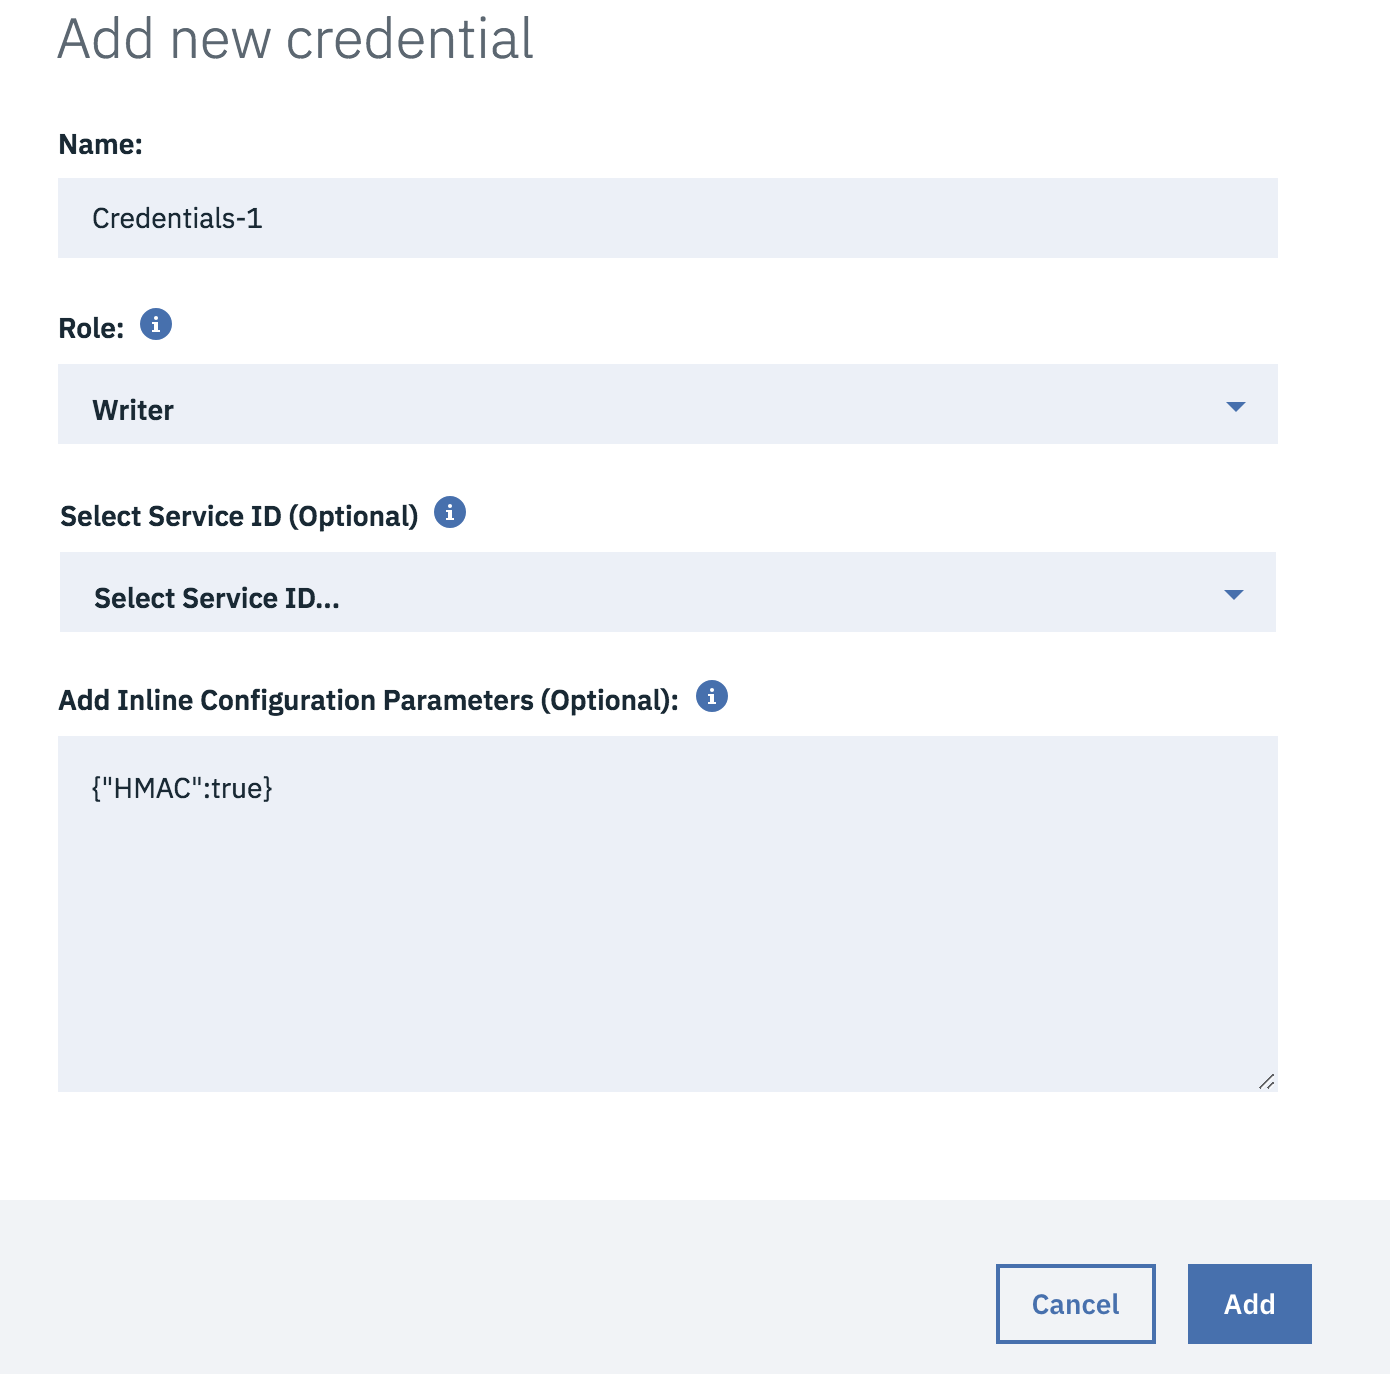 Add new credential
Name:
Credentials-1
Role:
Writer
Select Service ID (Optional)
Select Service ID...
Add Inline Configuration Parameters (Optional):
{"HMAC":true}
Cancel
Add